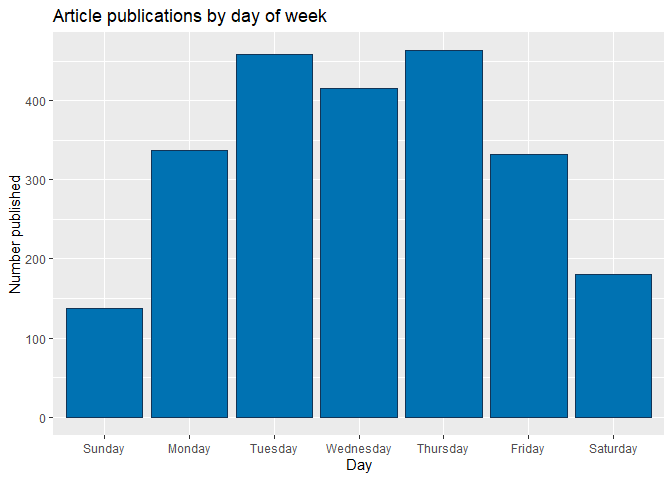 Article publications by day of week
Number published
400
300
200
100
0
Sunday Monday Tuesday Wednesday Thursday Friday Saturday
Day